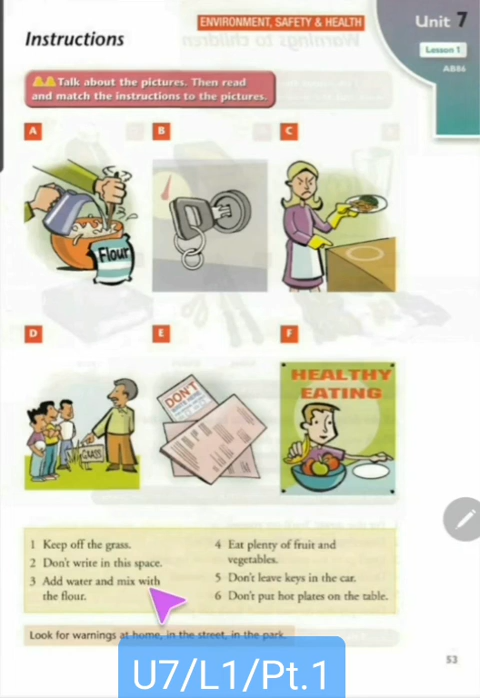 ENVIRONMENT, SAFETY & HEALTH
Unit 7
Instructions
Lesson 1
AB86
Talk about the pictures. Then read
and match the instructions to the pictures.
A
B
C
Flour
D
E
F
GRASS
DON'T
HEALTHY
EATING
1 Keep off the grass.
2 Don't write in this space.
3 Add water and mix with
the flour.
4 Eat plenty of fruit and
vegetables.
5 Don't leave keys in the car.
6 Don't put hot plates on the table.
Look for warnings at home, in the street, in the park.
53
U7/L1/Pt.1